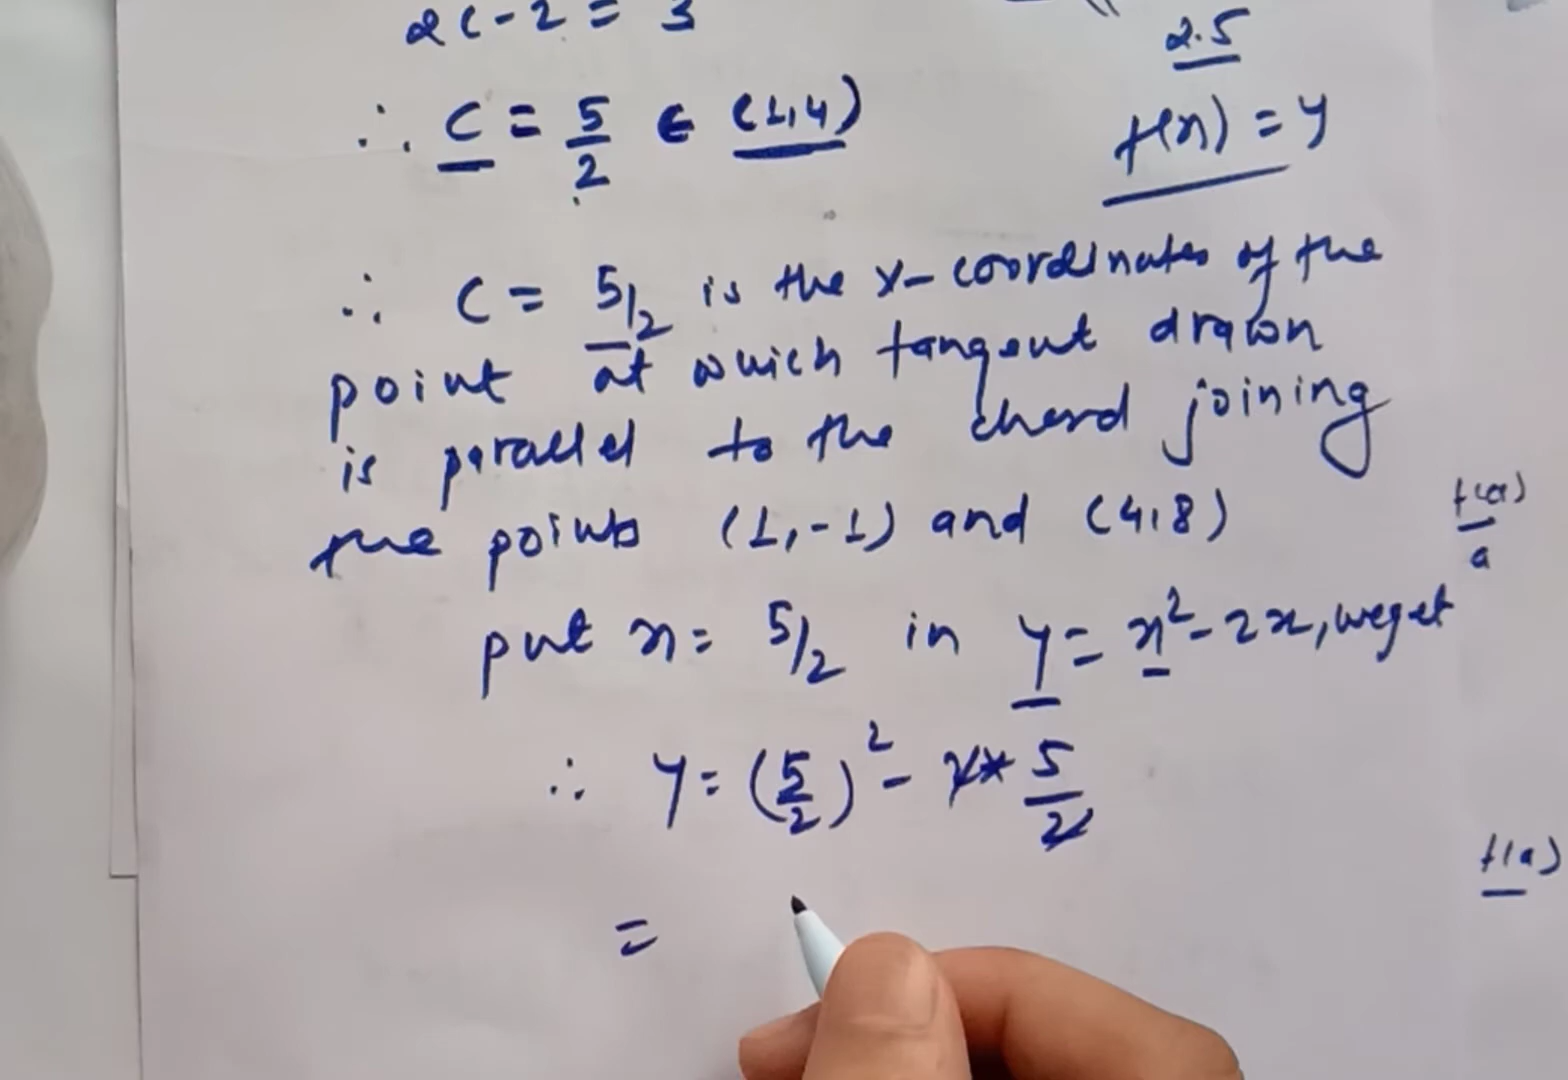 2c-2 = 3
2.5
∴ c = 5/2 ∈ (1,4)
f(x) = y
∴ c = 5/2 is the x-coordinates of the
point at which tangent drawn
is parallel to the chord joining
the points (1,-1) and (4,8)
f(a)
a
put x = 5/2 in y = x²-2x, we get
∴ y = (5/2)² - 2* 5/2
f(a)
=